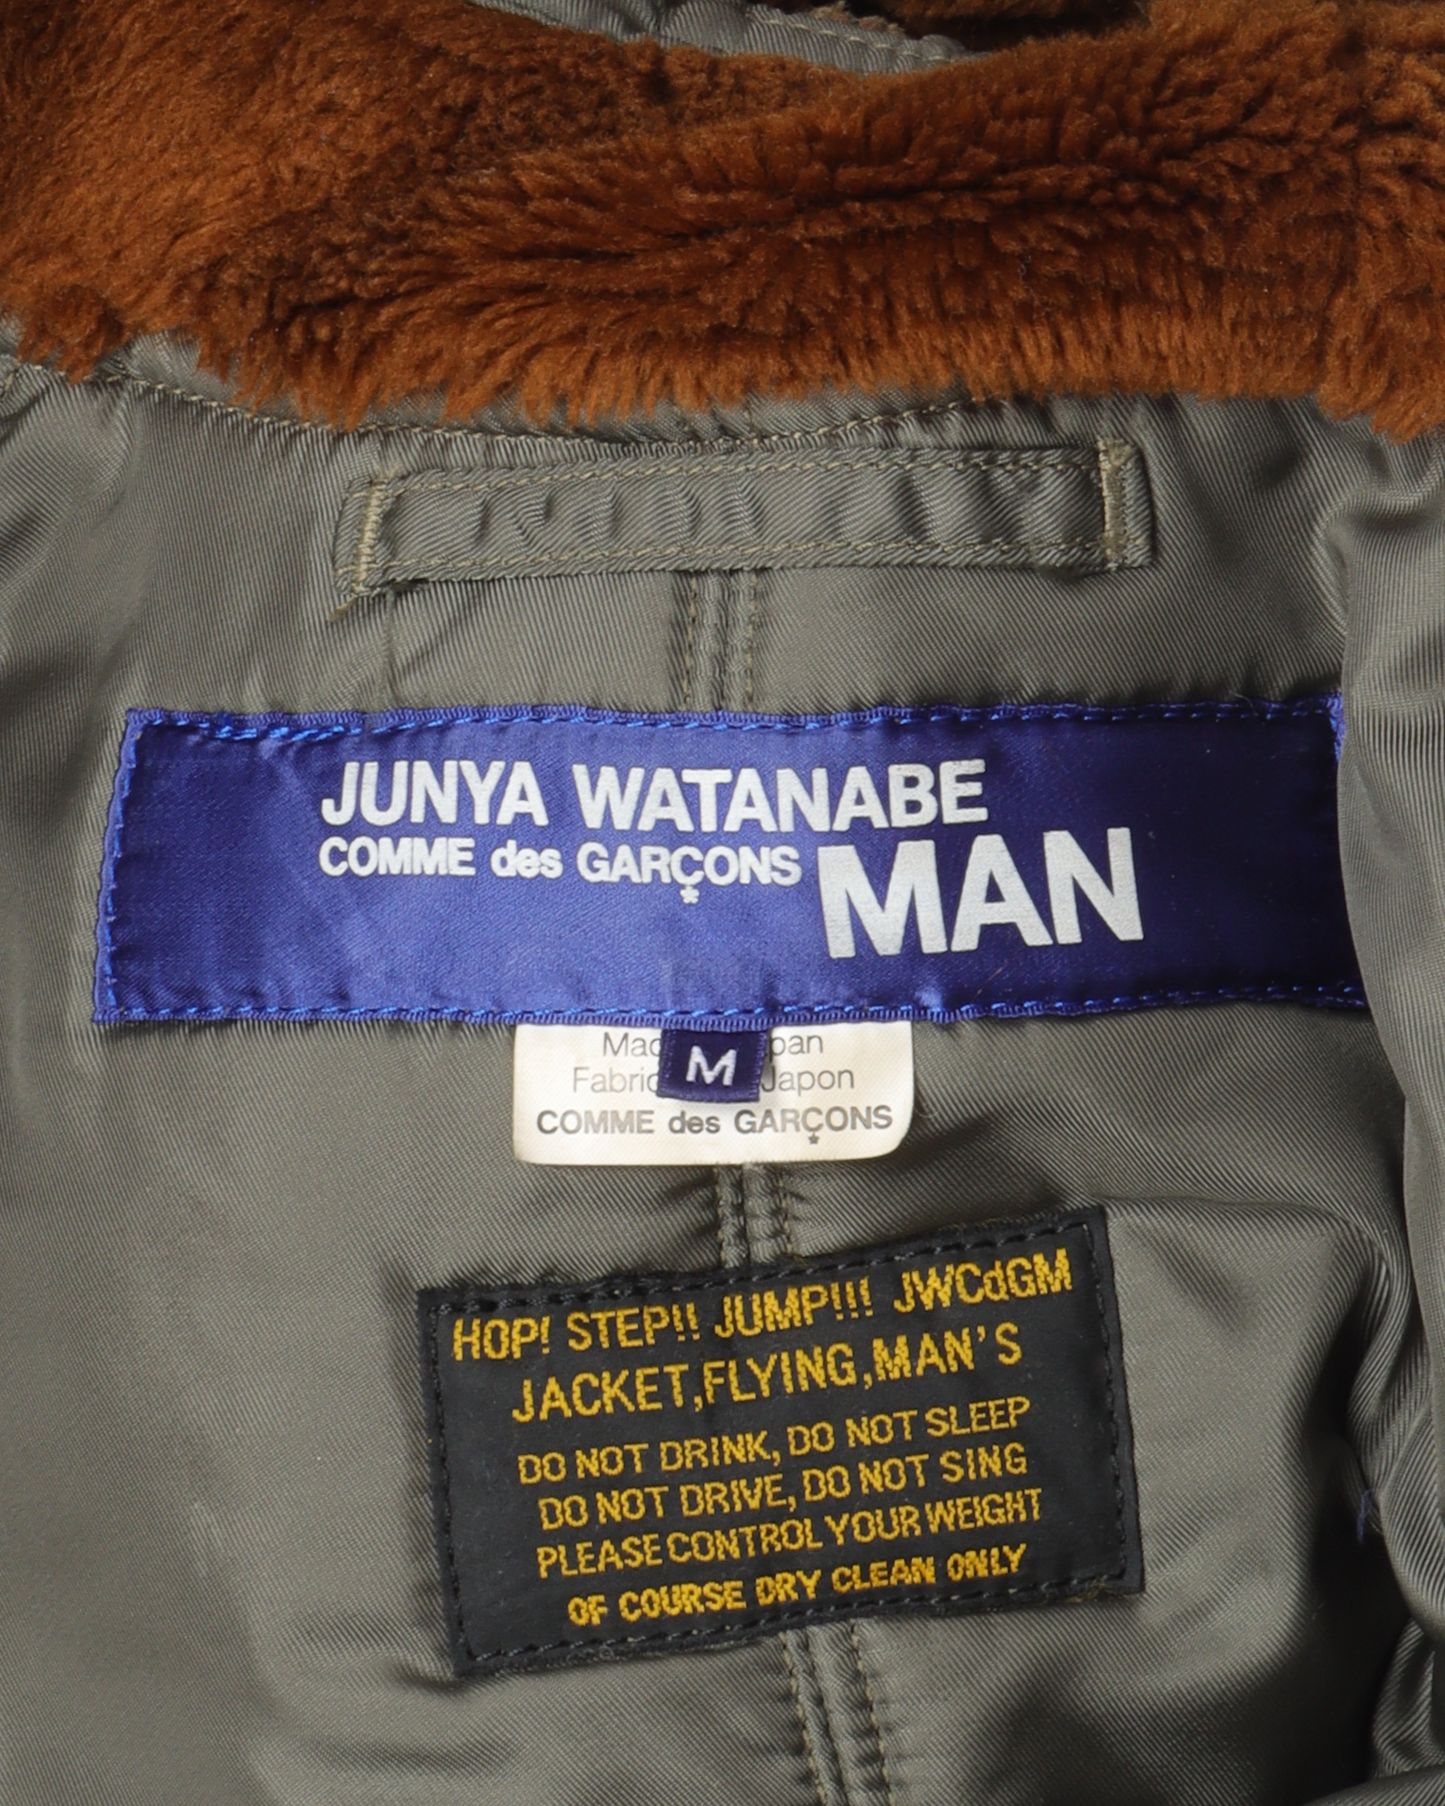 JUNYA WATANABE
COMME des GARÇONS MAN
M
Japon
COMME des GARÇONS
HOP! STEP!! JUMP!!! JWCdGM
JACKET,FLYING,MAN'S
DO NOT DRINK, DO NOT SLEEP
DO NOT DRIVE, DO NOT SING
PLEASE CONTROL YOUR WEIGHT
OF COURSE DRY CLEAN ONLY